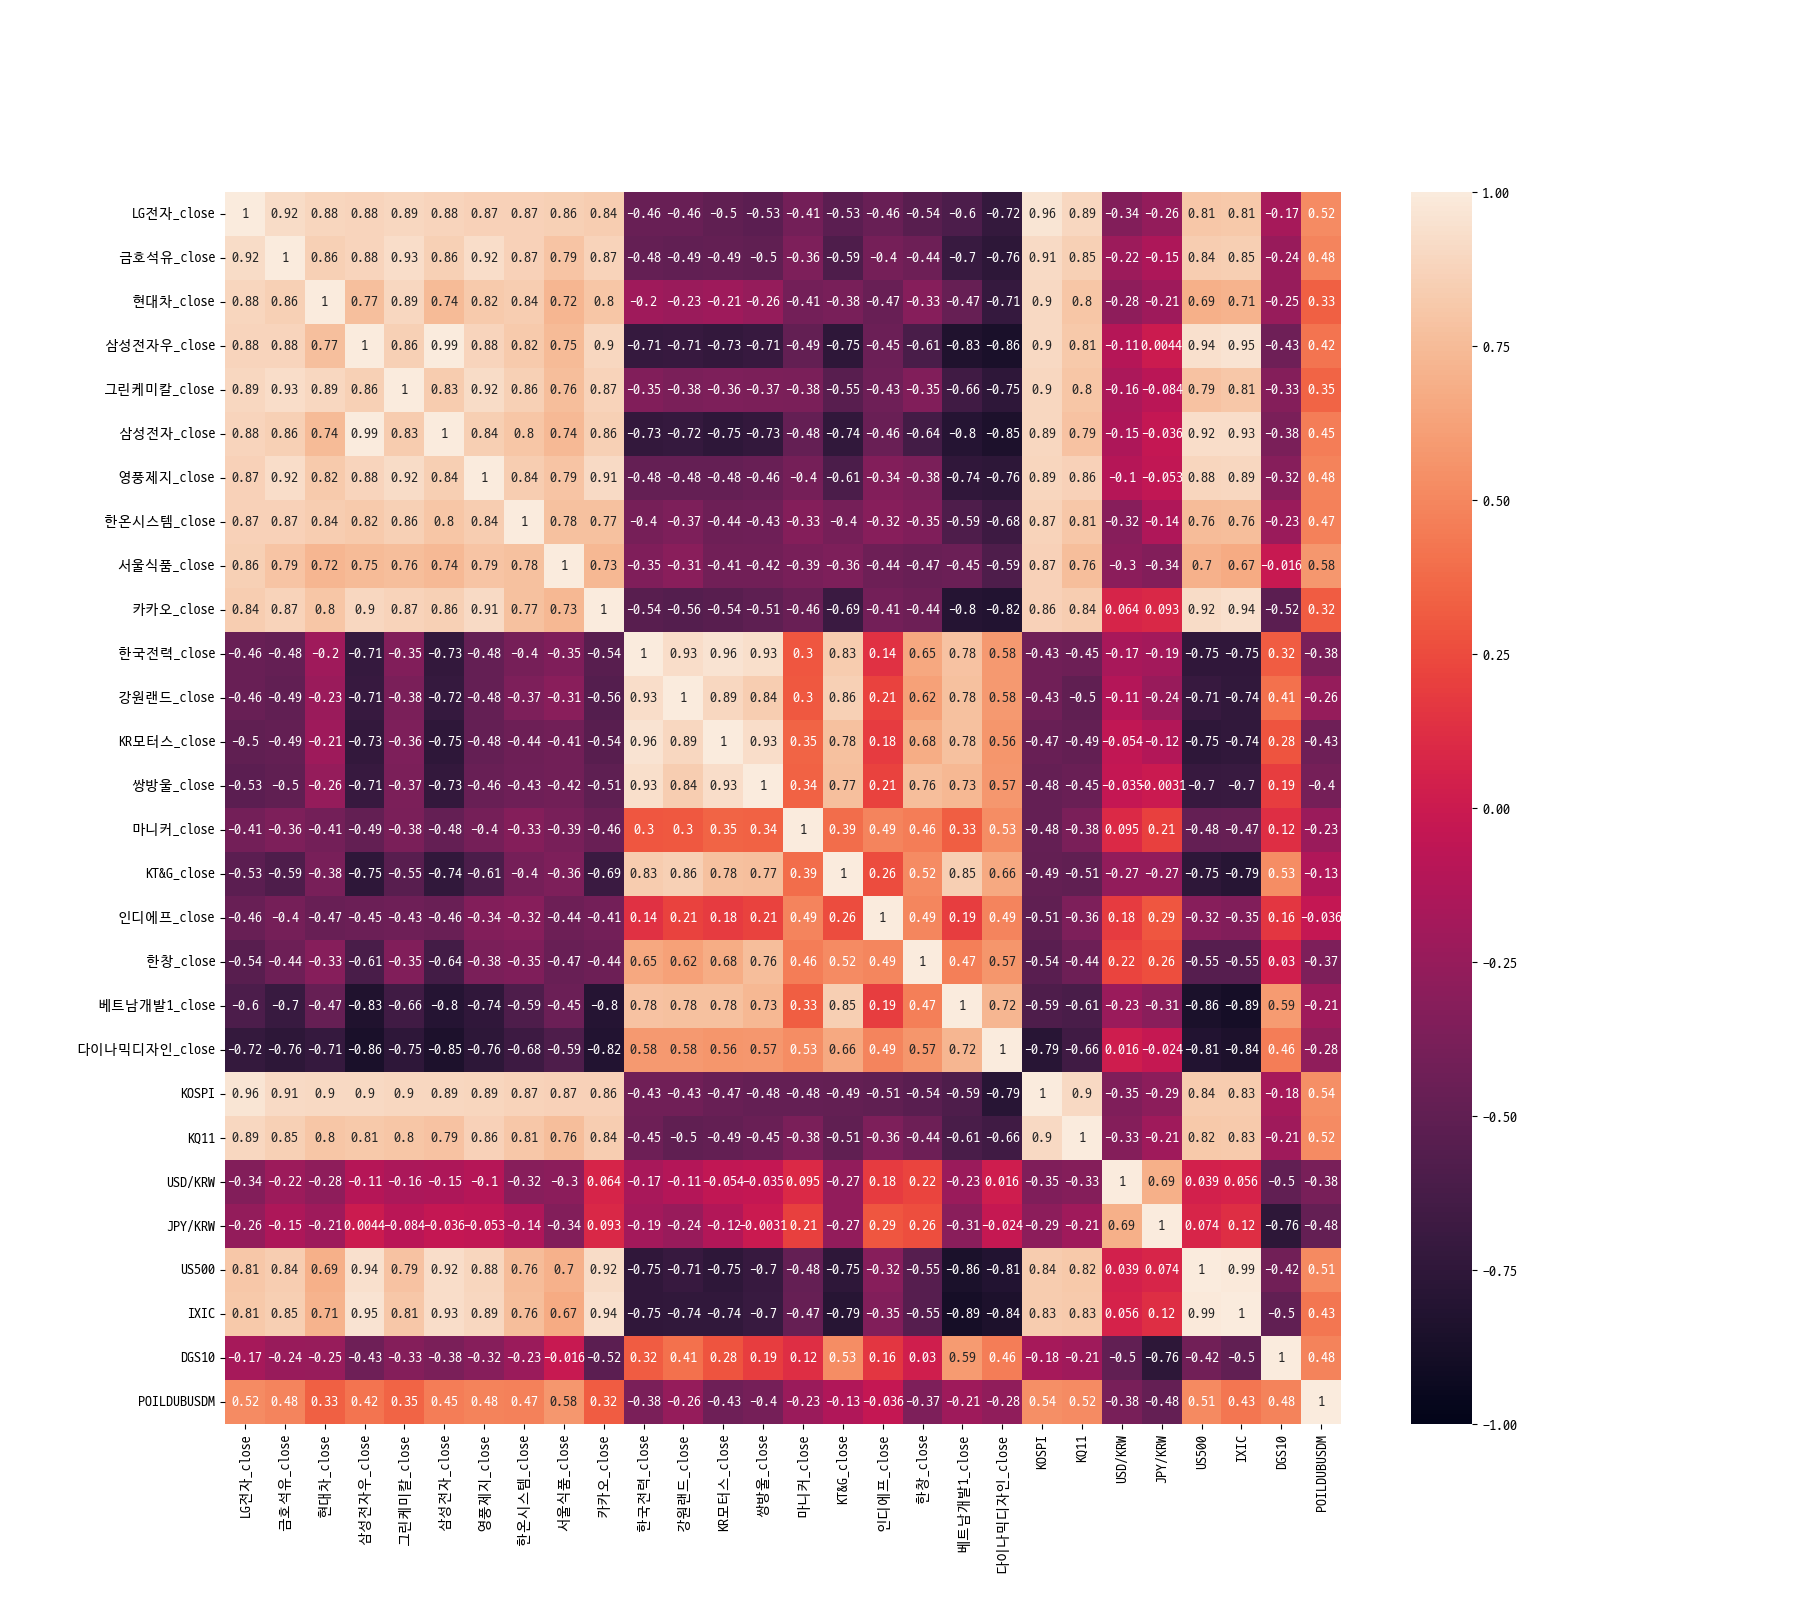 LG전자_close 1 0.92 0.88 0.88 0.89 0.88 0.87 0.87 0.86 0.84 −0.46 −0.46 −0.5 −0.53 −0.41 −0.53 −0.46 −0.54 −0.6 −0.72 0.96 0.89 −0.34 −0.26 0.81 0.81 −0.17 0.52
금호석유_close 0.92 1 0.86 0.88 0.93 0.86 0.92 0.87 0.79 0.87 −0.48 −0.49 −0.49 −0.5 −0.36 −0.59 −0.4 −0.44 −0.7 −0.76 0.91 0.85 −0.22 −0.15 0.84 0.85 −0.24 0.48
현대차_close 0.88 0.86 1 0.77 0.89 0.74 0.82 0.84 0.72 0.8 −0.2 −0.23 −0.21 −0.26 −0.41 −0.38 −0.47 −0.33 −0.47 −0.71 0.9 0.8 −0.28 −0.21 0.69 0.71 −0.25 0.33
삼성전자우_close 0.88 0.88 0.77 1 0.86 0.99 0.88 0.82 0.75 0.9 −0.71 −0.71 −0.73 −0.71 −0.49 −0.75 −0.45 −0.61 −0.83 −0.86 0.9 0.81 −0.11 0.0044 0.94 0.95 −0.43 0.42
그린케미칼_close 0.89 0.93 0.89 0.86 1 0.83 0.92 0.86 0.76 0.87 −0.35 −0.38 −0.36 −0.37 −0.38 −0.55 −0.43 −0.35 −0.66 −0.75 0.9 0.8 −0.16 −0.084 0.79 0.81 −0.33 0.35
삼성전자_close 0.88 0.86 0.74 0.99 0.83 1 0.84 0.8 0.74 0.86 −0.73 −0.72 −0.75 −0.73 −0.48 −0.74 −0.46 −0.64 −0.8 −0.85 0.89 0.79 −0.15 −0.036 0.92 0.93 −0.38 0.45
영풍제지_close 0.87 0.92 0.82 0.88 0.92 0.84 1 0.84 0.79 0.91 −0.48 −0.48 −0.48 −0.46 −0.4 −0.61 −0.34 −0.38 −0.74 −0.76 0.89 0.86 −0.1 −0.053 0.88 0.89 −0.32 0.48
한온시스템_close 0.87 0.87 0.84 0.82 0.86 0.8 0.84 1 0.78 0.77 −0.4 −0.37 −0.44 −0.43 −0.33 −0.4 −0.32 −0.35 −0.59 −0.68 0.87 0.81 −0.32 −0.14 0.76 0.76 −0.23 0.47
서울식품_close 0.86 0.79 0.72 0.75 0.76 0.74 0.79 0.78 1 0.73 −0.35 −0.31 −0.41 −0.42 −0.39 −0.36 −0.44 −0.47 −0.45 −0.59 0.87 0.76 −0.3 −0.34 0.7 0.67 −0.016 0.58
카카오_close 0.84 0.87 0.8 0.9 0.87 0.86 0.91 0.77 0.73 1 −0.54 −0.56 −0.54 −0.51 −0.46 −0.69 −0.41 −0.44 −0.8 −0.82 0.86 0.84 0.064 0.093 0.92 0.94 −0.52 0.32
한국전력_close −0.46 −0.48 −0.2 −0.71 −0.35 −0.73 −0.48 −0.4 −0.35 −0.54 1 0.93 0.96 0.93 0.3 0.83 0.14 0.65 0.78 0.58 −0.43 −0.45 −0.17 −0.19 −0.75 −0.75 0.32 −0.38
강원랜드_close −0.46 −0.49 −0.23 −0.71 −0.38 −0.72 −0.48 −0.37 −0.31 −0.56 0.93 1 0.89 0.84 0.3 0.86 0.21 0.62 0.78 0.58 −0.43 −0.5 −0.11 −0.24 −0.71 −0.74 0.41 −0.26
KR모터스_close −0.5 −0.49 −0.21 −0.73 −0.36 −0.75 −0.48 −0.44 −0.41 −0.54 0.96 0.89 1 0.93 0.35 0.78 0.18 0.68 0.78 0.56 −0.47 −0.49 −0.054 −0.12 −0.75 −0.74 0.28 −0.43
쌍방울_close −0.53 −0.5 −0.26 −0.71 −0.37 −0.73 −0.46 −0.43 −0.42 −0.51 0.93 0.84 0.93 1 0.34 0.77 0.21 0.76 0.73 0.57 −0.48 −0.45 −0.035 −0.0031 −0.7 −0.7 0.19 −0.4
마니커_close −0.41 −0.36 −0.41 −0.49 −0.38 −0.48 −0.4 −0.33 −0.39 −0.46 0.3 0.3 0.35 0.34 1 0.39 0.49 0.46 0.33 0.53 −0.48 −0.38 0.095 0.21 −0.48 −0.47 0.12 −0.23
KT&G_close −0.53 −0.59 −0.38 −0.75 −0.55 −0.74 −0.61 −0.4 −0.36 −0.69 0.83 0.86 0.78 0.77 0.39 1 0.26 0.52 0.85 0.66 −0.49 −0.51 −0.27 −0.27 −0.75 −0.79 0.53 −0.13
인디에프_close −0.46 −0.4 −0.47 −0.45 −0.43 −0.46 −0.34 −0.32 −0.44 −0.41 0.14 0.21 0.18 0.21 0.49 0.26 1 0.49 0.19 0.49 −0.51 −0.36 0.18 0.29 −0.32 −0.35 0.16 −0.036
한창_close −0.54 −0.44 −0.33 −0.61 −0.35 −0.64 −0.38 −0.35 −0.47 −0.44 0.65 0.62 0.68 0.76 0.46 0.52 0.49 1 0.47 0.57 −0.54 −0.44 0.22 0.26 −0.55 −0.55 0.03 −0.37
베트남개발1_close −0.6 −0.7 −0.47 −0.83 −0.66 −0.8 −0.74 −0.59 −0.45 −0.8 0.78 0.78 0.78 0.73 0.33 0.85 0.19 0.47 1 0.72 −0.59 −0.61 −0.23 −0.31 −0.86 −0.89 0.59 −0.21
다이나믹디자인_close −0.72 −0.76 −0.71 −0.86 −0.75 −0.85 −0.76 −0.68 −0.59 −0.82 0.58 0.58 0.56 0.57 0.53 0.66 0.49 0.57 0.72 1 −0.79 −0.66 0.016 −0.024 −0.81 −0.84 0.46 −0.28
KOSPI 0.96 0.91 0.9 0.9 0.9 0.89 0.89 0.87 0.87 0.86 −0.43 −0.43 −0.47 −0.48 −0.48 −0.49 −0.51 −0.54 −0.59 −0.79 1 0.9 −0.35 −0.29 0.84 0.83 −0.18 0.54
KQ11 0.89 0.85 0.8 0.81 0.8 0.79 0.86 0.81 0.76 0.84 −0.45 −0.5 −0.49 −0.45 −0.38 −0.51 −0.36 −0.44 −0.61 −0.66 0.9 1 −0.33 −0.21 0.82 0.83 −0.21 0.52
USD/KRW −0.34 −0.22 −0.28 −0.11 −0.16 −0.15 −0.1 −0.32 −0.3 0.064 −0.17 −0.11 −0.054 −0.035 0.095 −0.27 0.18 0.22 −0.23 0.016 −0.35 −0.33 1 0.69 0.039 0.056 −0.5 −0.38
JPY/KRW −0.26 −0.15 −0.21 0.0044 −0.084 −0.036 −0.053 −0.14 −0.34 0.093 −0.19 −0.24 −0.12 −0.0031 0.21 −0.27 0.29 0.26 −0.31 −0.024 −0.29 −0.21 0.69 1 0.074 0.12 −0.76 −0.48
US500 0.81 0.84 0.69 0.94 0.79 0.92 0.88 0.76 0.7 0.92 −0.75 −0.71 −0.75 −0.7 −0.48 −0.75 −0.32 −0.55 −0.86 −0.81 0.84 0.82 0.039 0.074 1 0.99 −0.42 0.51
IXIC 0.81 0.85 0.71 0.95 0.81 0.93 0.89 0.76 0.67 0.94 −0.75 −0.74 −0.74 −0.7 −0.47 −0.79 −0.35 −0.55 −0.89 −0.84 0.83 0.83 0.056 0.12 0.99 1 −0.5 0.43
DGS10 −0.17 −0.24 −0.25 −0.43 −0.33 −0.38 −0.32 −0.23 −0.016 −0.52 0.32 0.41 0.28 0.19 0.12 0.53 0.16 0.03 0.59 0.46 −0.18 −0.21 −0.5 −0.76 −0.42 −0.5 1 0.48
POILDUBUSDM 0.52 0.48 0.33 0.42 0.35 0.45 0.48 0.47 0.58 0.32 −0.38 −0.26 −0.43 −0.4 −0.23 −0.13 −0.036 −0.37 −0.21 −0.28 0.54 0.52 −0.38 −0.48 0.51 0.43 0.48 1
LG전자_close
금호석유_close
현대차_close
삼성전자우_close
그린케미칼_close
삼성전자_close
영풍제지_close
한온시스템_close
서울식품_close
카카오_close
한국전력_close
강원랜드_close
KR모터스_close
쌍방울_close
마니커_close
KT&G_close
인디에프_close
한창_close
베트남개발1_close
다이나믹디자인_close
KOSPI
KQ11
USD/KRW
JPY/KRW
US500
IXIC
DGS10
POILDUBUSDM
1.00
0.75
0.50
0.25
0.00
−0.25
−0.50
−0.75
−1.00